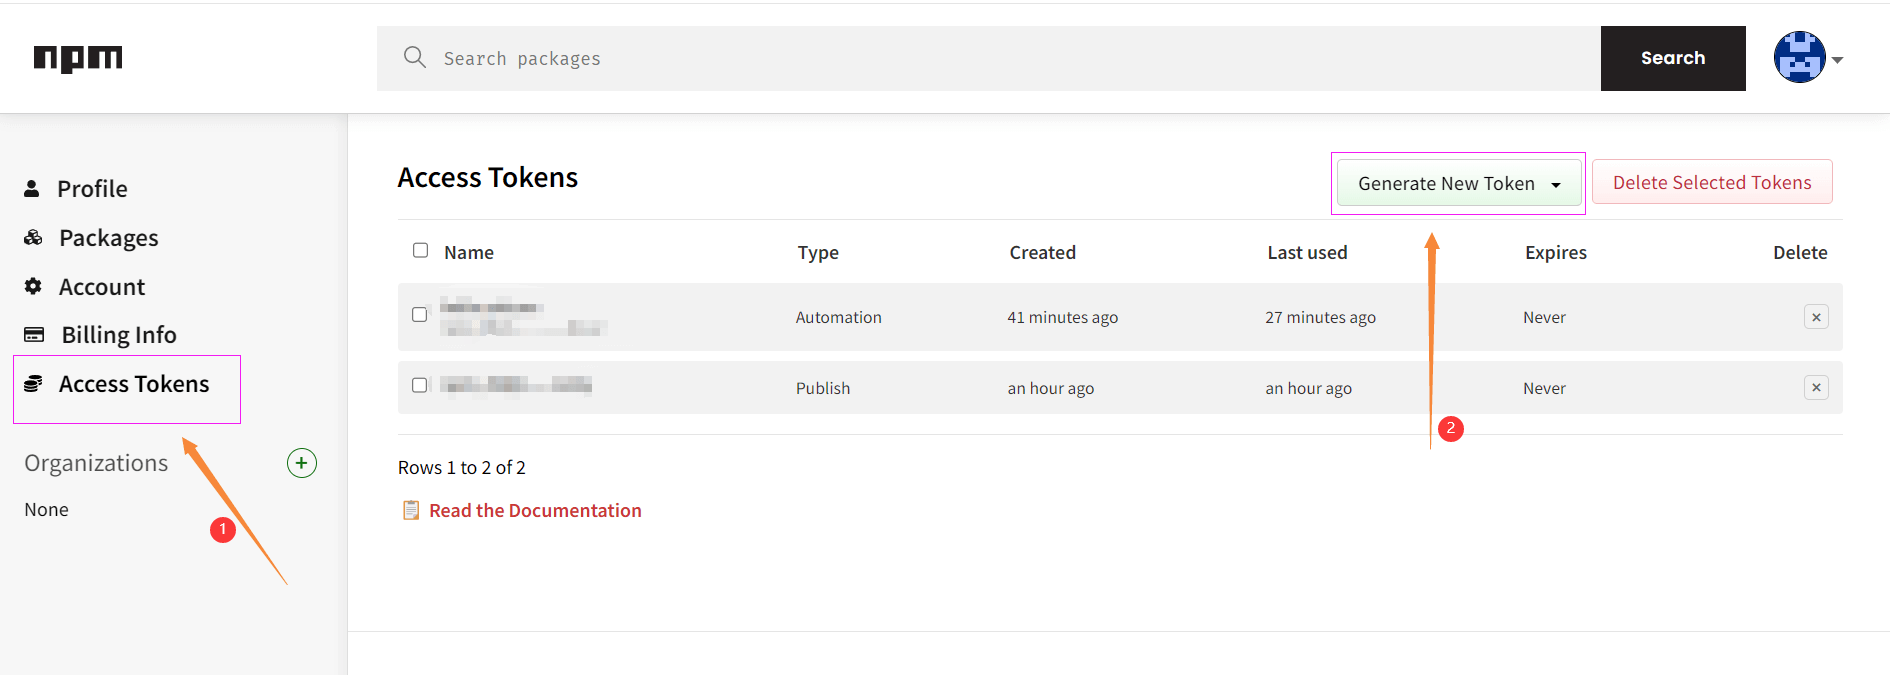 npm
Search packages
Search
Profile
Packages
Account
Billing Info
Access Tokens
Organizations
None
1
Access Tokens
Generate New Token
Delete Selected Tokens
Name Type Created Last used Expires Delete
Automation 41 minutes ago 27 minutes ago Never
Publish an hour ago an hour ago Never
2
Rows 1 to 2 of 2
Read the Documentation